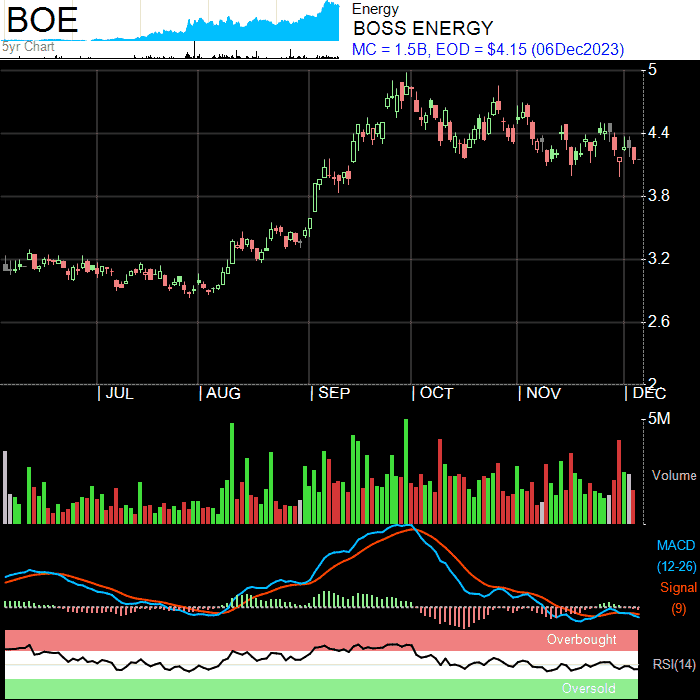 BOE
5yr Chart
Energy
BOSS ENERGY
MC = 1.5B, EOD = $4.15 (06Dec2023)
5
4.4
3.8
3.2
2.6
2
JUL
AUG
SEP
OCT
NOV
DEC
5M
Volume
MACD
(12-26)
Signal
(9)
Overbought
RSI(14)
Oversold